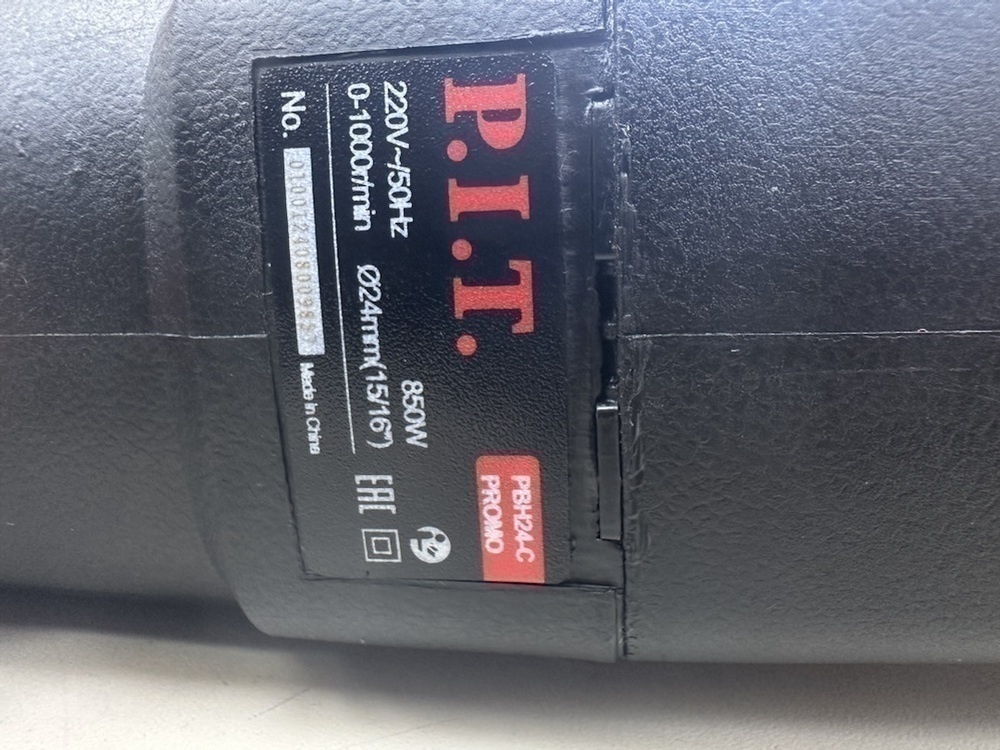 P.I.T.
PBH24-C
PROMO
220V~/50Hz 850W
0-1000r/min Ø24mm(15/16")
EAC
No.
Made in China